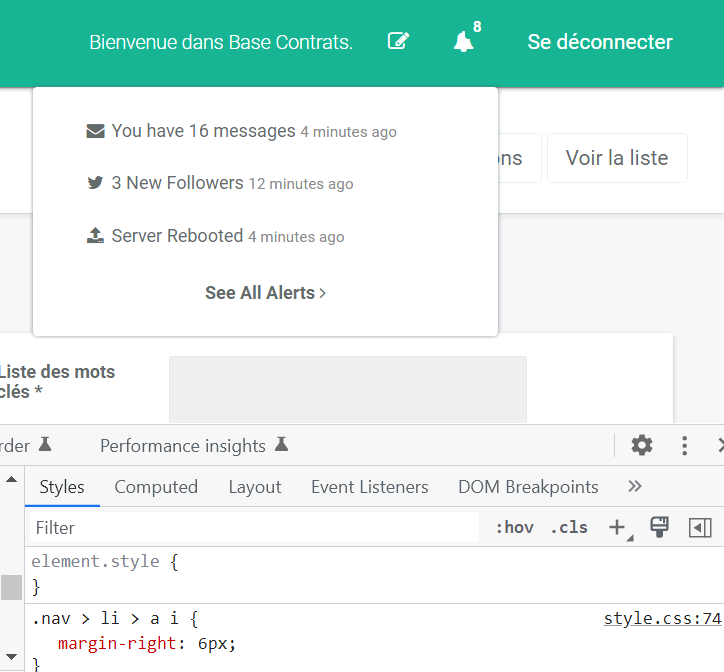 Bienvenue dans Base Contrats. 8 Se déconnecter
You have 16 messages 4 minutes ago
3 New Followers 12 minutes ago
Server Rebooted 4 minutes ago
See All Alerts
ns Voir la liste
Liste des mots
clés *
rder Performance insights
Styles Computed Layout Event Listeners DOM Breakpoints »
Filter :hov .cls +
element.style {
}
.nav > li > a i { style.css:74
margin-right: 6px;
}